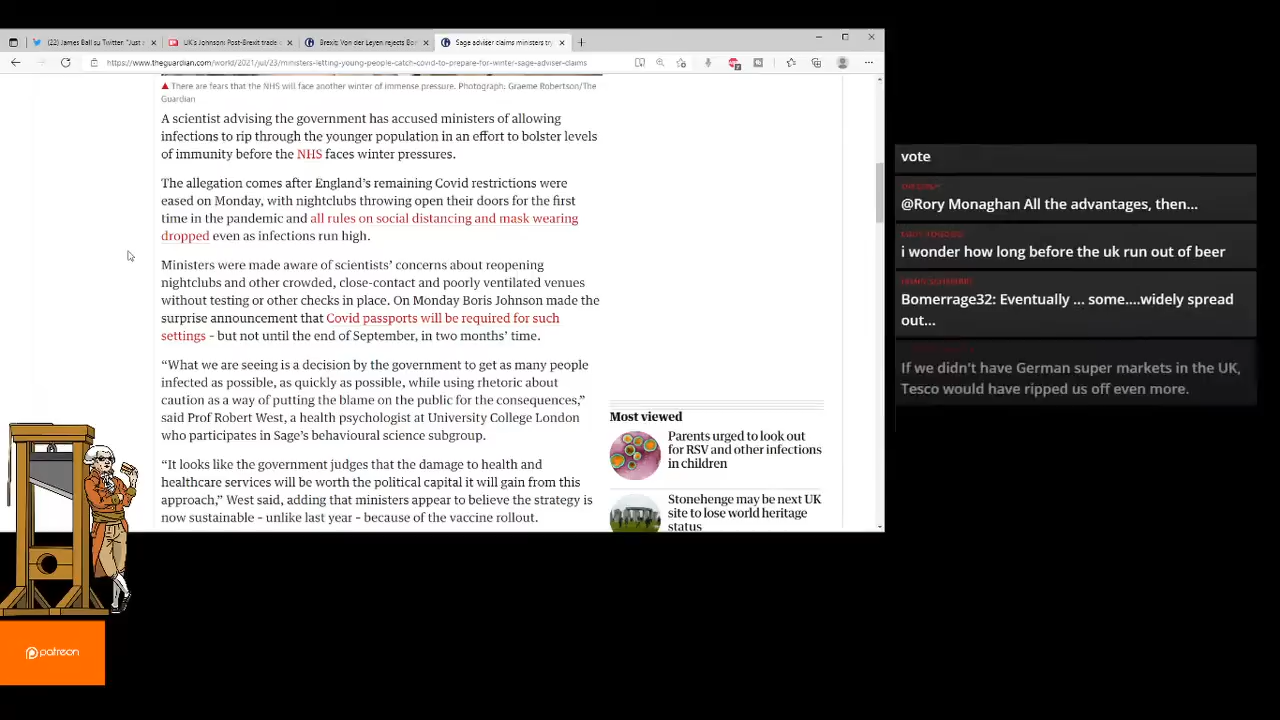 (22) James Ball su Twitter: "Just
UK's Johnson: Post-Brexit trade
Brexit: Von der Leyen rejects Bor
Sage adviser claims ministers try
https://www.theguardian.com/world/2021/jul/23/ministers-letting-young-people-catch-covid-to-prepare-for-winter-sage-adviser-claims
There are fears that the NHS will face another winter of immense pressure. Photograph: Graeme Robertson/The
Guardian
A scientist advising the government has accused ministers of allowing
infections to rip through the younger population in an effort to bolster levels
of immunity before the NHS faces winter pressures.
The allegation comes after England's remaining Covid restrictions were
eased on Monday, with nightclubs throwing open their doors for the first
time in the pandemic and all rules on social distancing and mask wearing
dropped even as infections run high.
Ministers were made aware of scientists' concerns about reopening
nightclubs and other crowded, close-contact and poorly ventilated venues
without testing or other checks in place. On Monday Boris Johnson made the
surprise announcement that Covid passports will be required for such
settings – but not until the end of September, in two months' time.
"What we are seeing is a decision by the government to get as many people
infected as possible, as quickly as possible, while using rhetoric about
caution as a way of putting the blame on the public for the consequences,"
said Prof Robert West, a health psychologist at University College London
who participates in Sage's behavioural science subgroup.
"It looks like the government judges that the damage to health and
healthcare services will be worth the political capital it will gain from this
approach," West said, adding that ministers appear to believe the strategy is
now sustainable – unlike last year – because of the vaccine rollout.
Most viewed
Parents urged to look out
for RSV and other infections
in children
Stonehenge may be next UK
site to lose world heritage
status
vote
@Rory Monaghan All the advantages, then...
i wonder how long before the uk run out of beer
Bomerrage32: Eventually ... some....widely spread
out...
If we didn't have German super markets in the UK,
Tesco would have ripped us off even more.
patreon